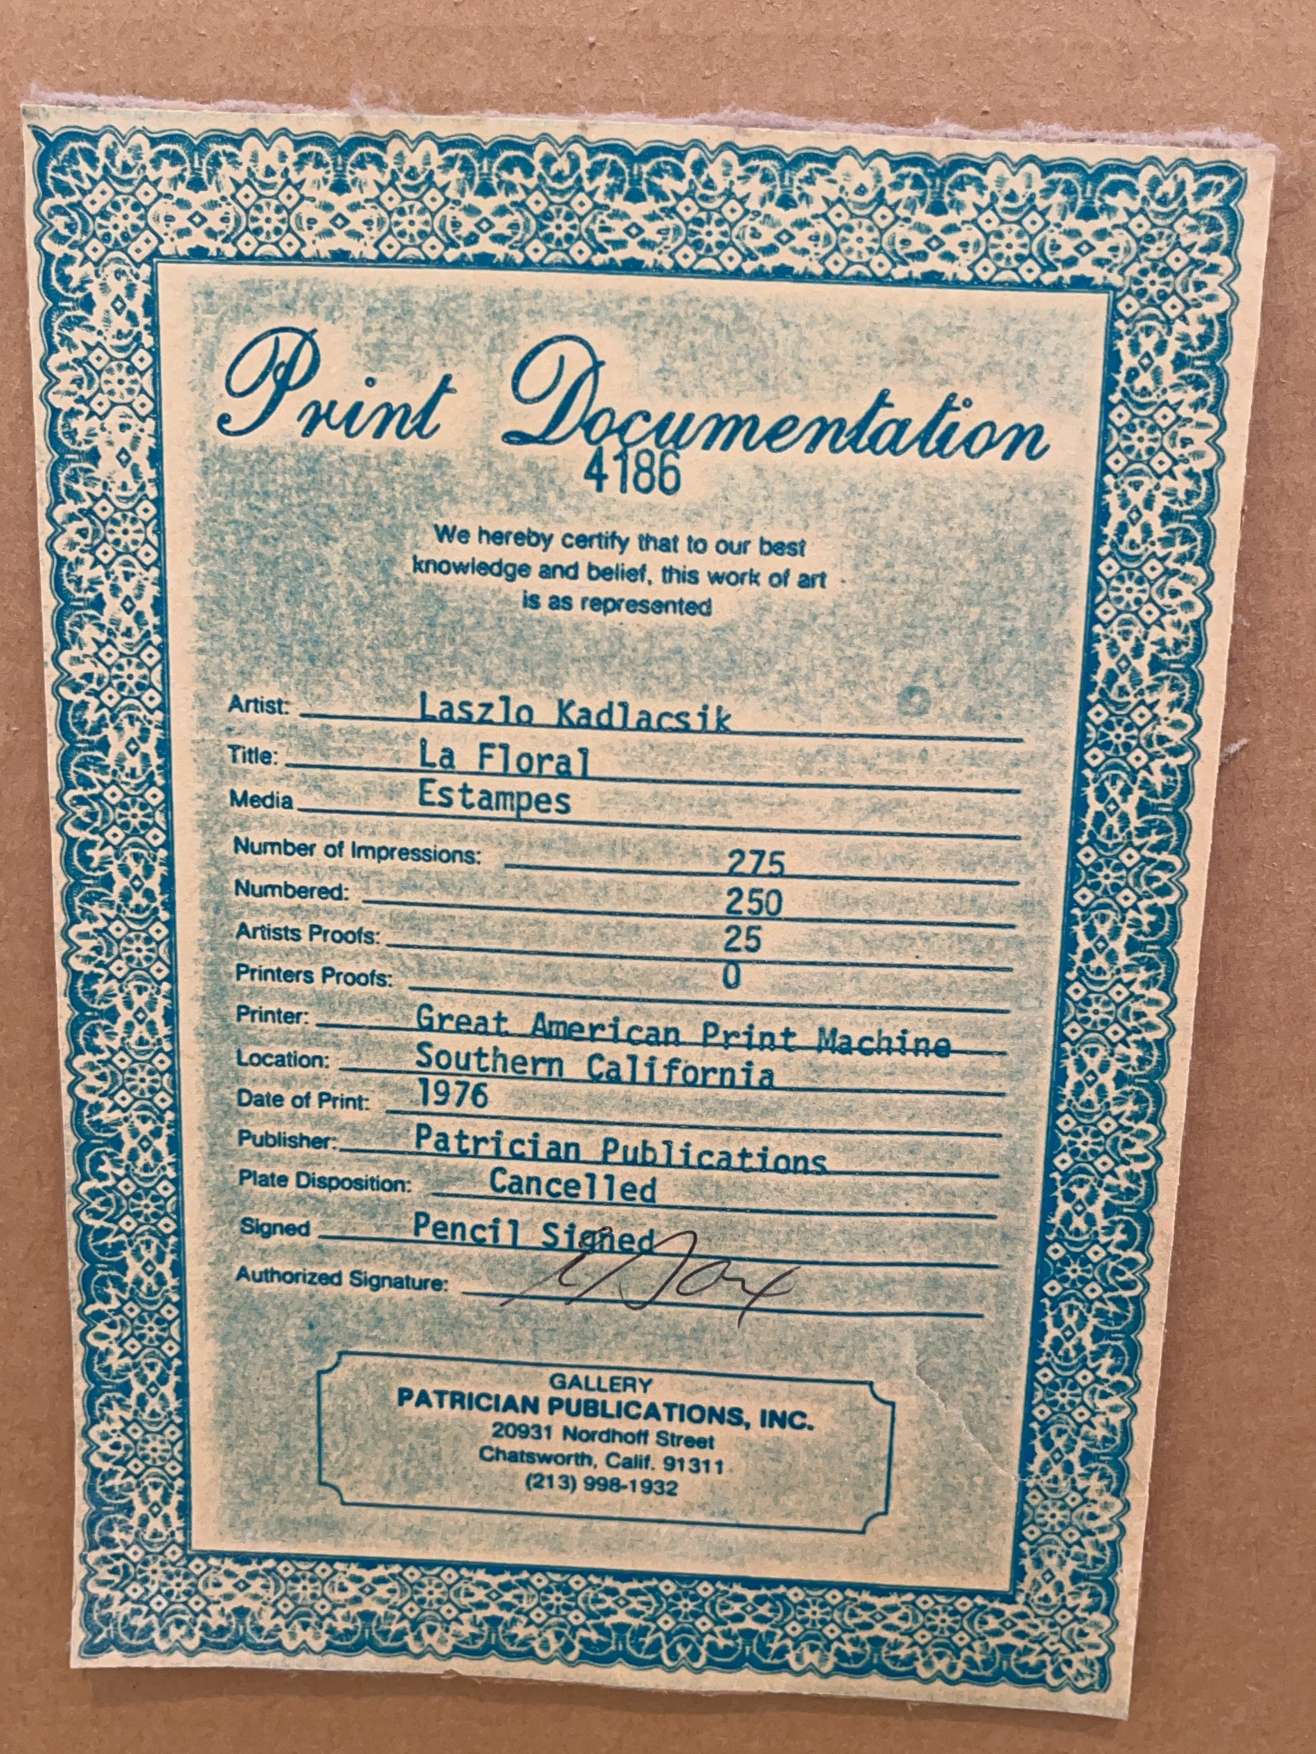 Print Documentation
4186
We hereby certify that to our best
knowledge and belief, this work of art
is as represented
Artist: Laszlo Kadlacsik
Title: La Floral
Media Estampes
Number of Impressions: 275
Numbered: 250
Artists Proofs: 25
Printers Proofs: 0
Printer: Great American Print Machine
Location: Southern California
Date of Print: 1976
Publisher: Patrician Publications
Plate Disposition: Cancelled
Signed Pencil Signed
Authorized Signature:
GALLERY
PATRICIAN PUBLICATIONS, INC.
20931 Nordhoff Street
Chatsworth, Calif. 91311
(213) 998-1932